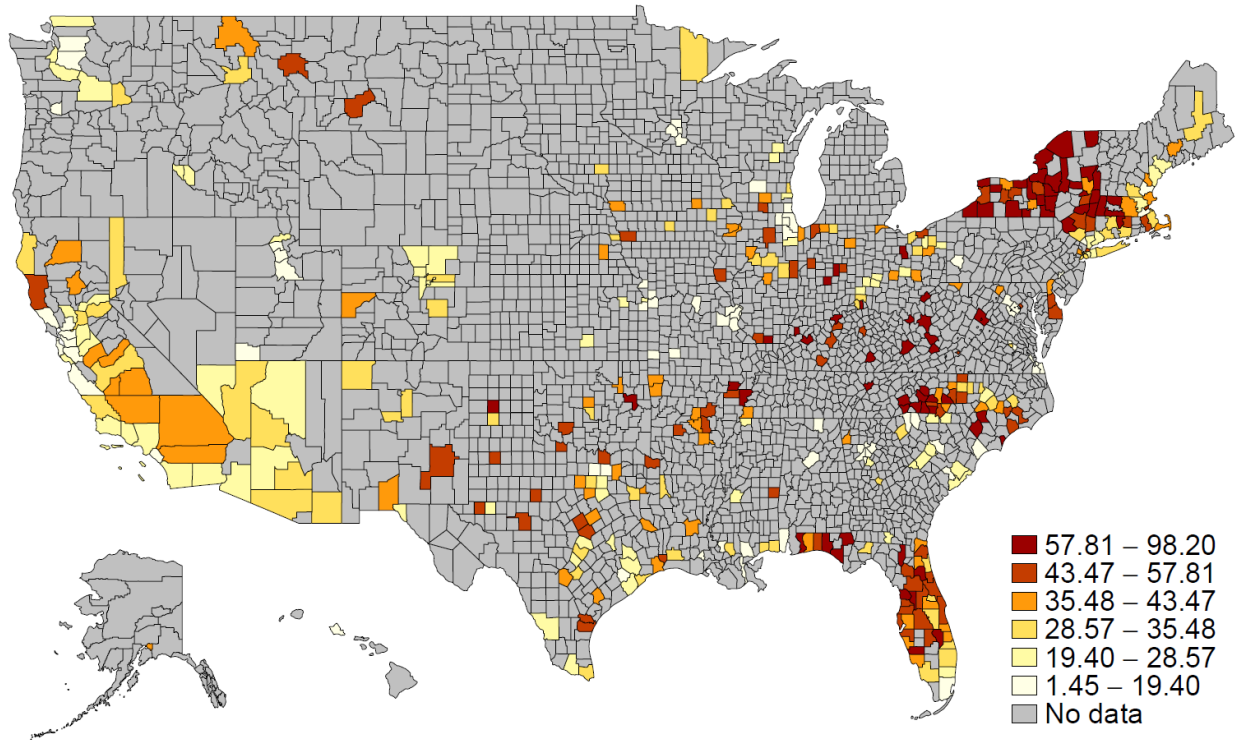 57.81 – 98.20
43.47 – 57.81
35.48 – 43.47
28.57 – 35.48
19.40 – 28.57
1.45 – 19.40
No data